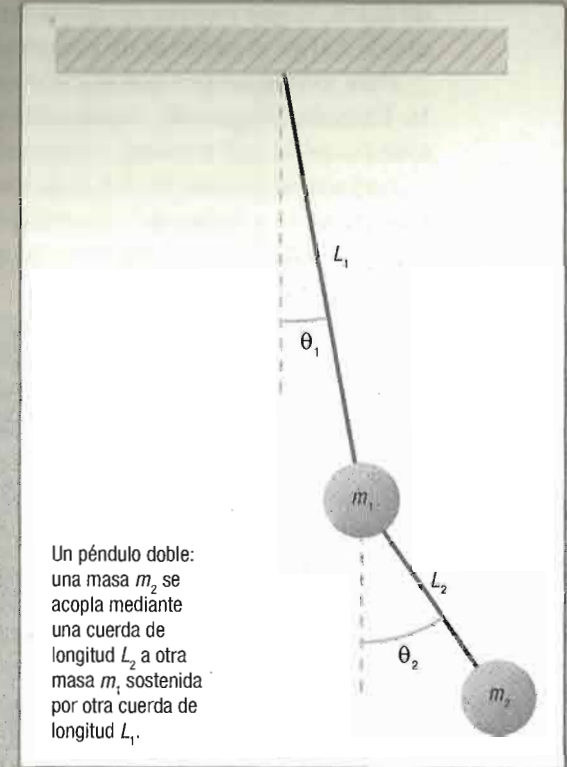 L₁
θ₁
m₁
L₂
θ₂
m₂
Un péndulo doble:
una masa m₂ se
acopla mediante
una cuerda de
longitud L₂ a otra
masa m₁ sostenida
por otra cuerda de
longitud L₁.